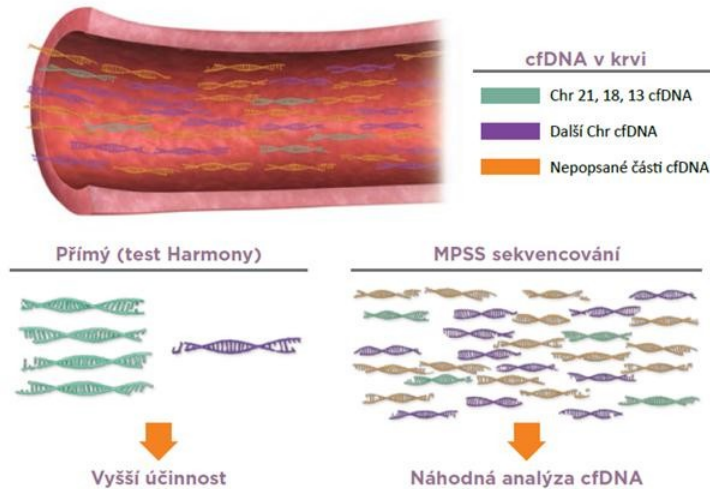 cfDNA v krvi
Chr 21, 18, 13 cfDNA
Další Chr cfDNA
Nepopsané části cfDNA
Přímý (test Harmony)
MPSS sekvencování
Vyšší účinnost
Náhodná analýza cfDNA